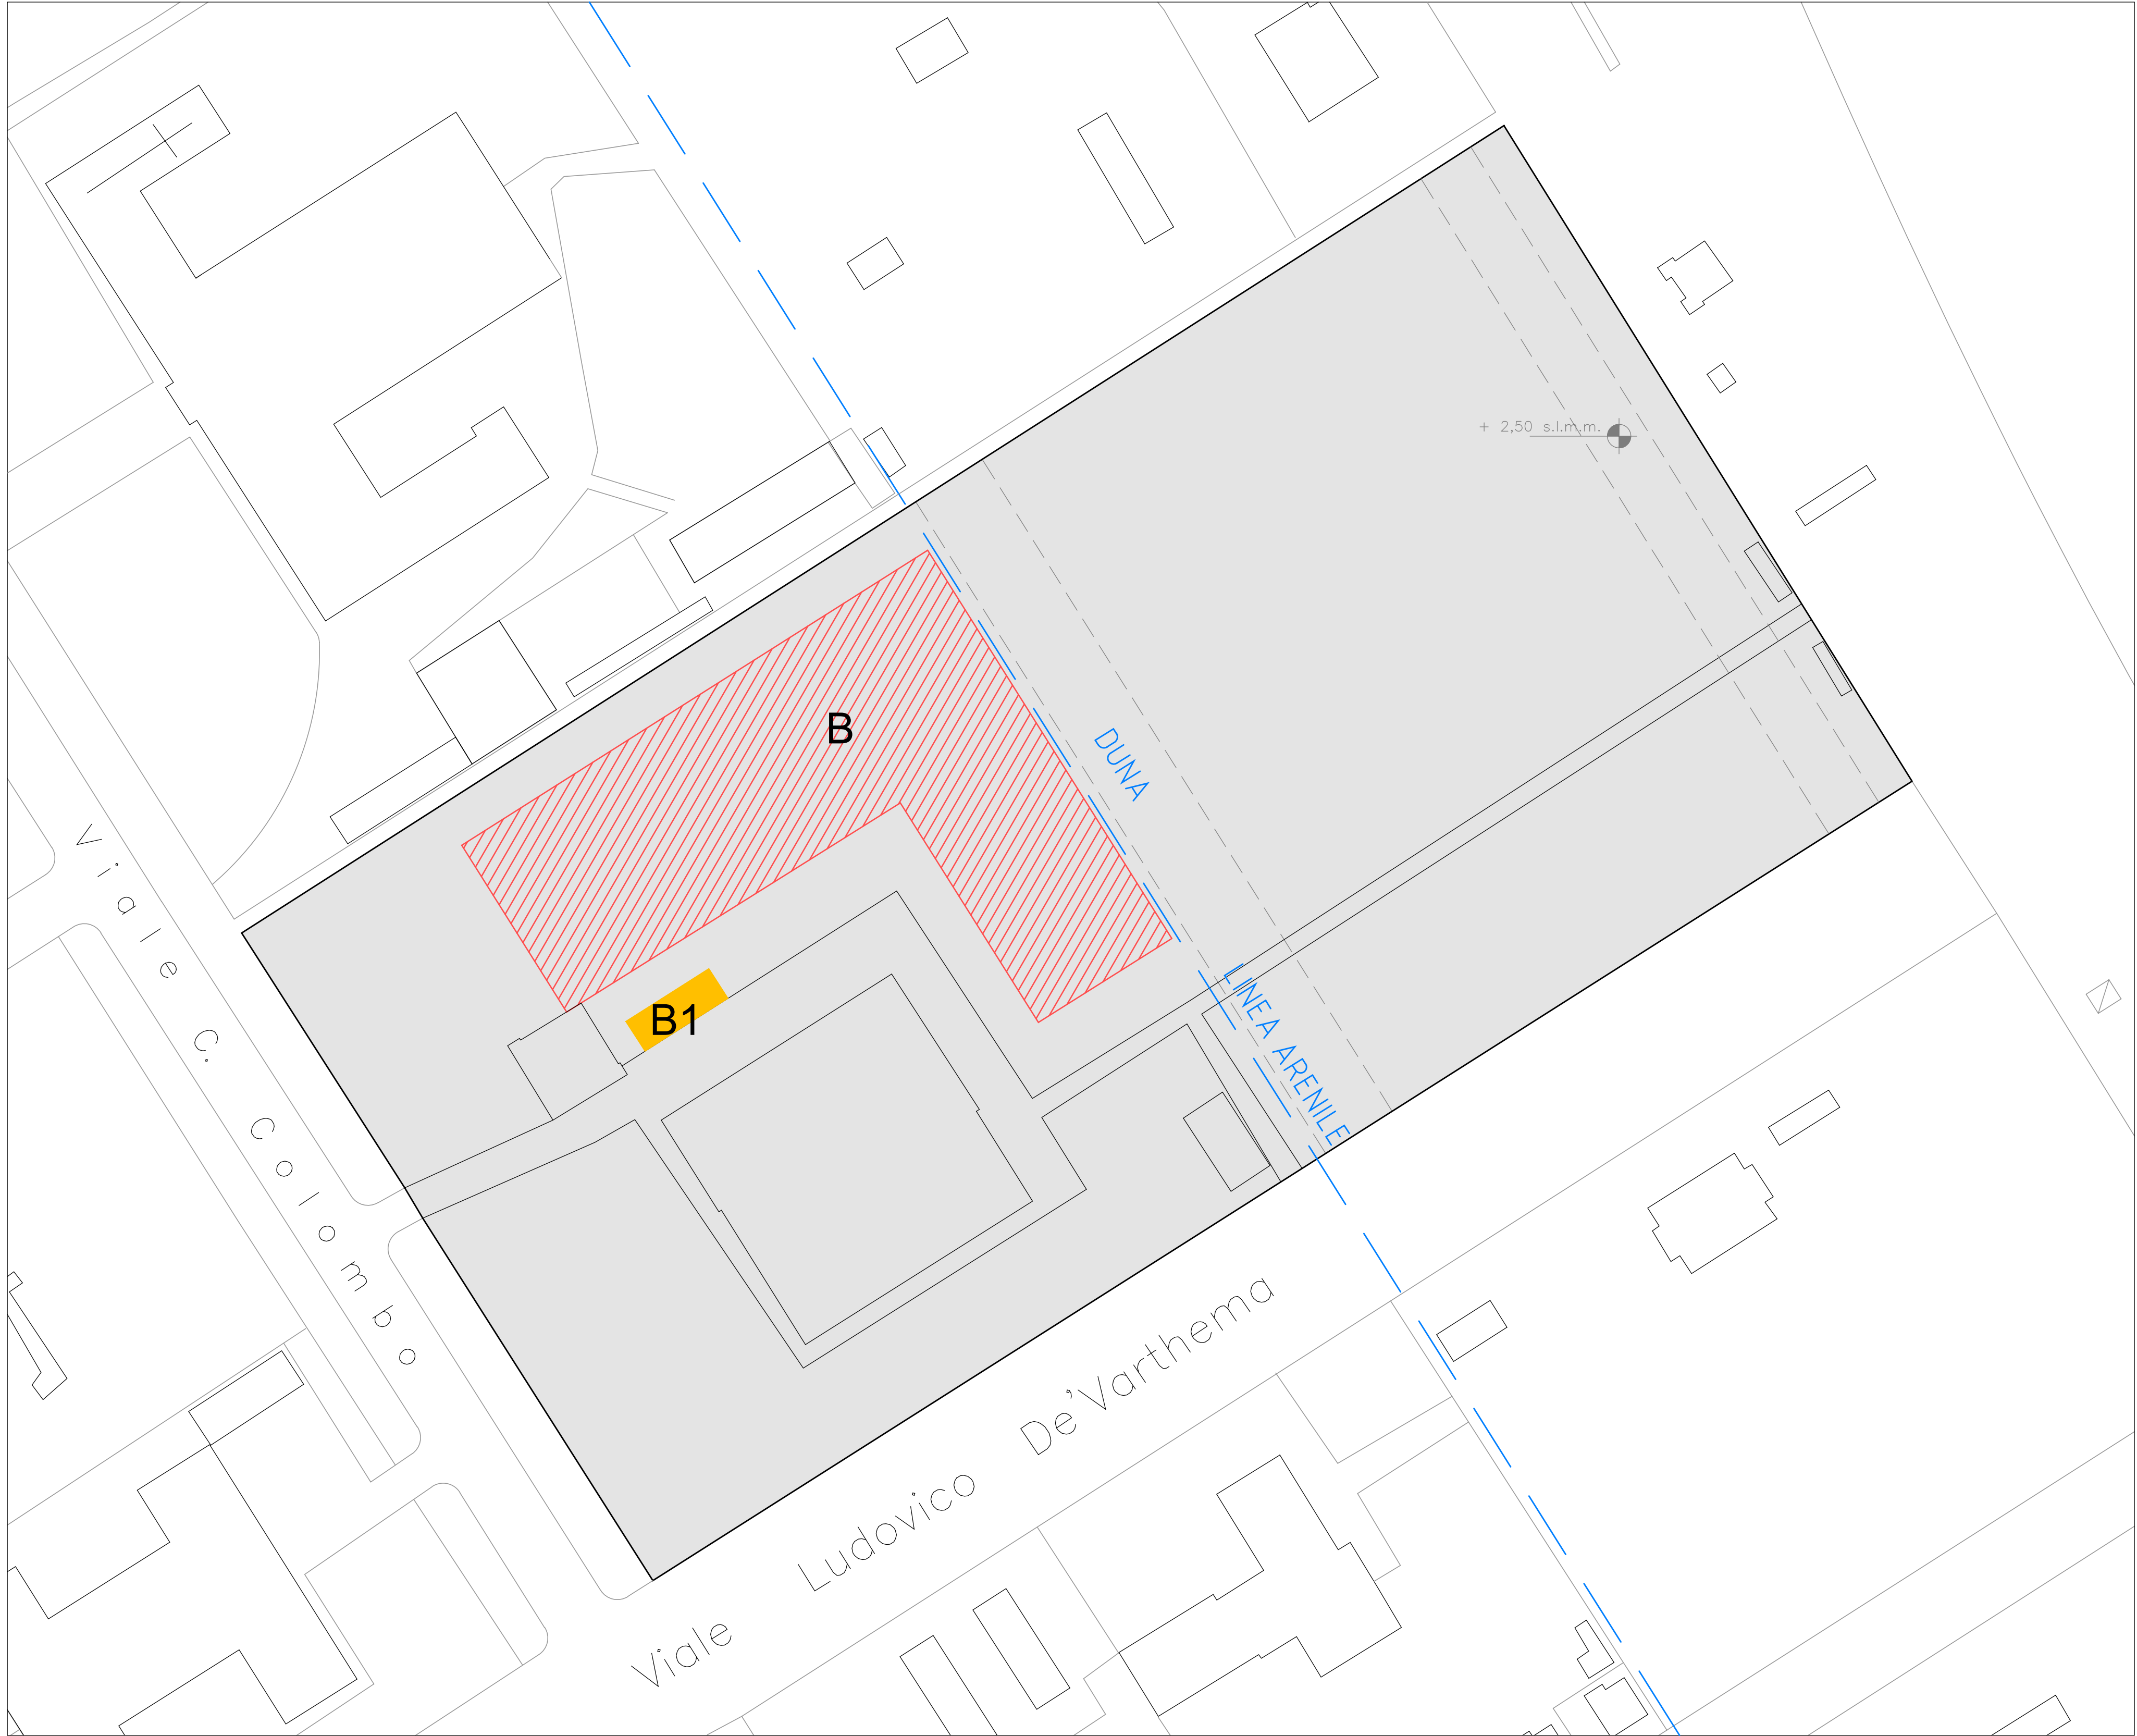 + 2,50 s.l.m.m.
B
DUNA
B1
LINEA ARENILE
Viale C. Colombo
Viale Ludovico De'Varthema